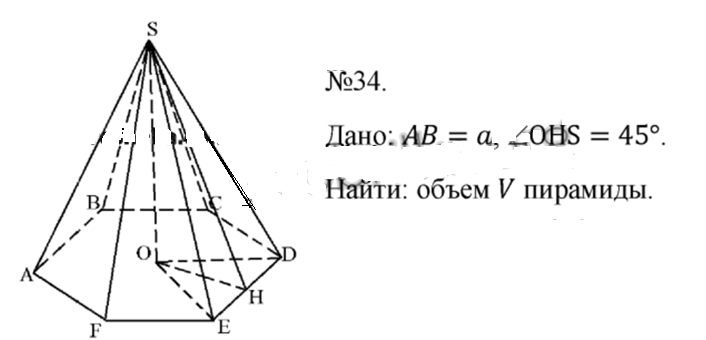 S
№34.
Дано: AB = a, ∠OHS = 45°.
Найти: объем V пирамиды.
B
C
O
D
A
H
F
E